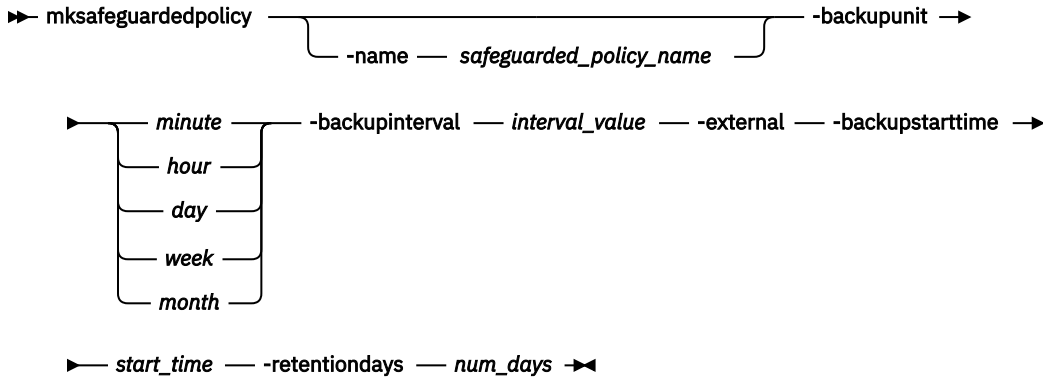 mksafeguardedpolicy -backupunit
-name safeguarded_policy_name
minute -backupinterval interval_value -external -backupstarttime
hour
day
week
month
start_time -retentiondays num_days